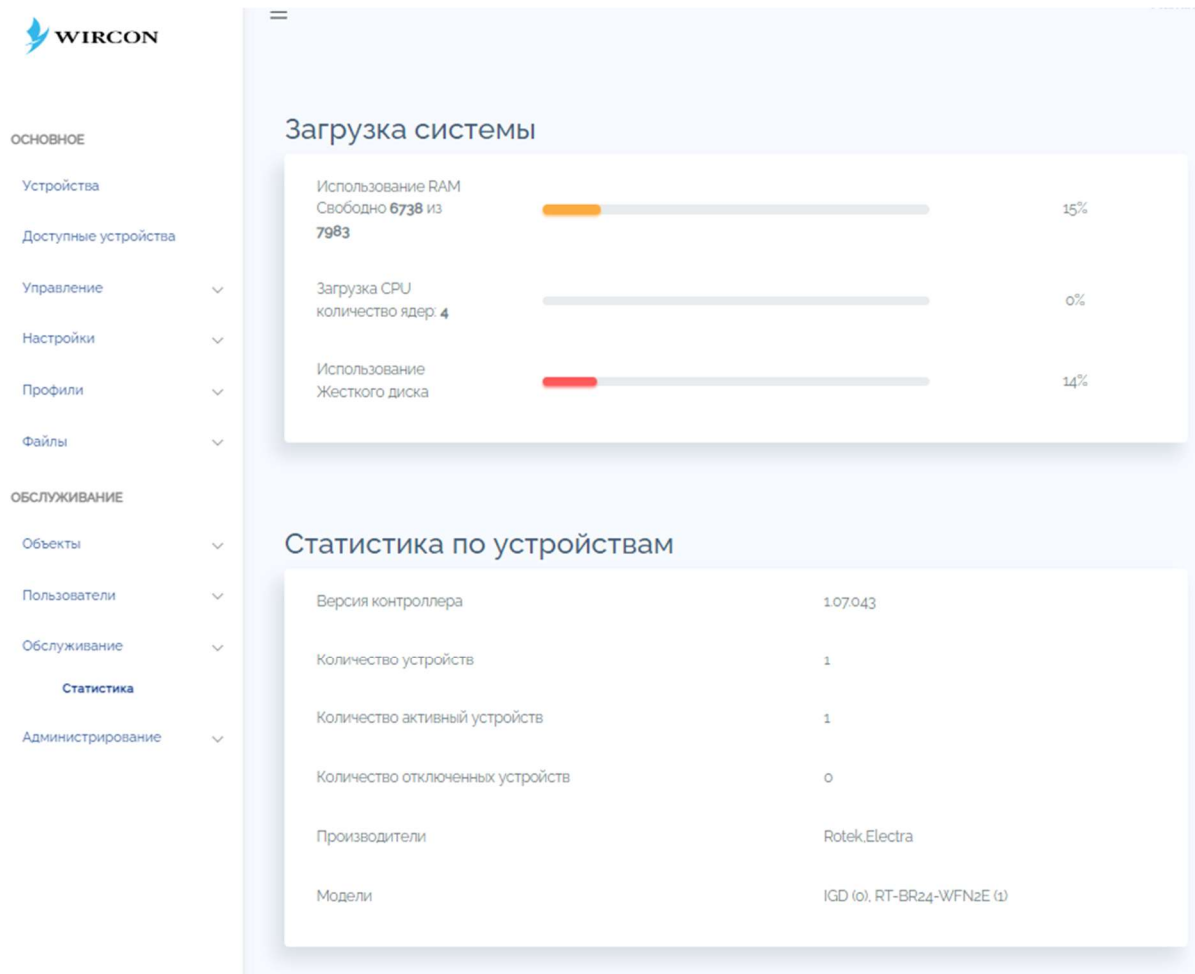 WIRCON
ОСНОВНОЕ
Устройства
Доступные устройства
Управление
Настройки
Профили
Файлы
ОБСЛУЖИВАНИЕ
Объекты
Пользователи
Обслуживание
Статистика
Администрирование
Загрузка системы
Использование RAM
Свободно 6738 из
7983
15%
Загрузка CPU
количество ядер: 4
0%
Использование
Жесткого диска
14%
Статистика по устройствам
Версия контроллера 1.07.043
Количество устройств 1
Количество активный устройств 1
Количество отключенных устройств 0
Производители Rotek,Electra
Модели IGD (0), RT-BR24-WFN2E (1)